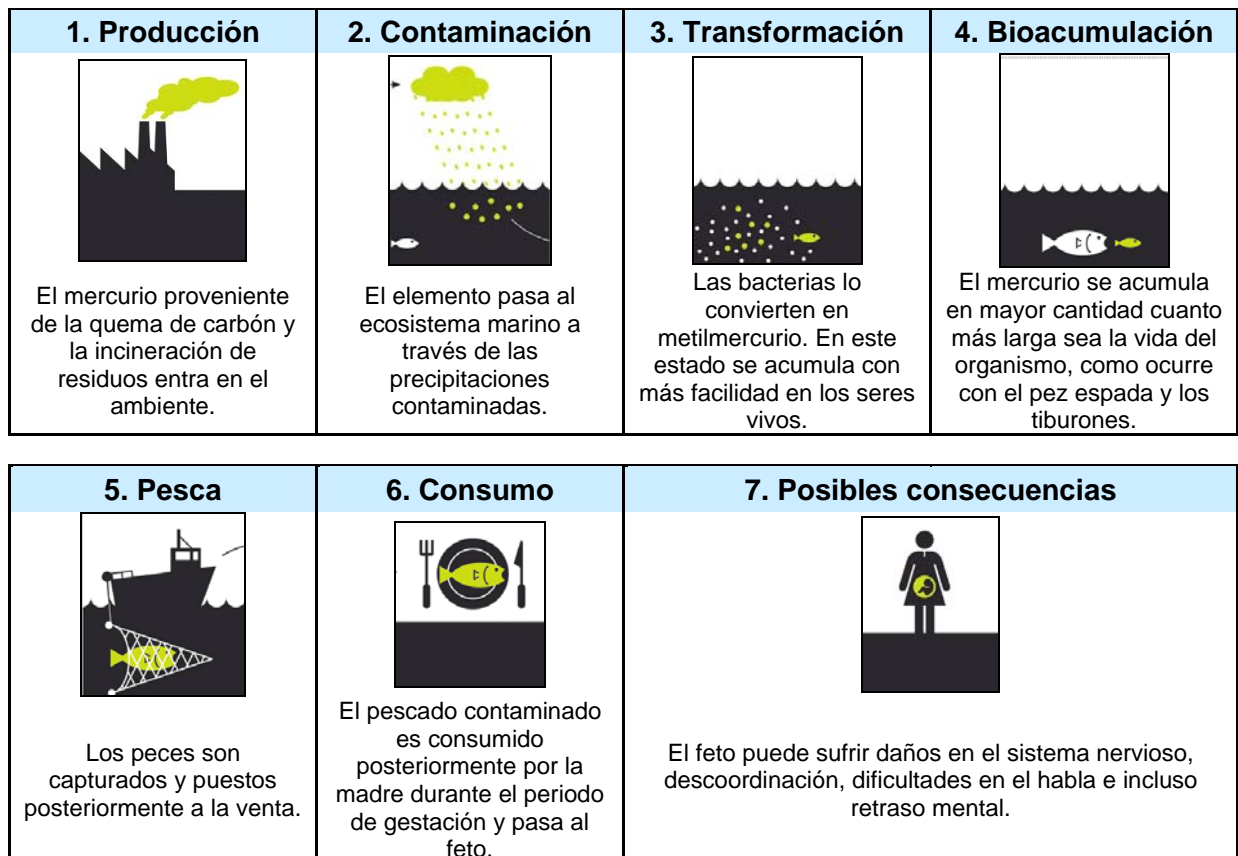 1. Producción
2. Contaminación
3. Transformación
4. Bioacumulación
El mercurio proveniente
de la quema de carbón y
la incineración de
residuos entra en el
ambiente.
El elemento pasa al
ecosistema marino a
través de las
precipitaciones
contaminadas.
Las bacterias lo
convierten en
metilmercurio. En este
estado se acumula con
más facilidad en los seres
vivos.
El mercurio se acumula
en mayor cantidad cuanto
más larga sea la vida del
organismo, como ocurre
con el pez espada y los
tiburones.
5. Pesca
6. Consumo
7. Posibles consecuencias
Los peces son
capturados y puestos
posteriormente a la venta.
El pescado contaminado
es consumido
posteriormente por la
madre durante el periodo
de gestación y pasa al
feto.
El feto puede sufrir daños en el sistema nervioso,
descoordinación, dificultades en el habla e incluso
retraso mental.